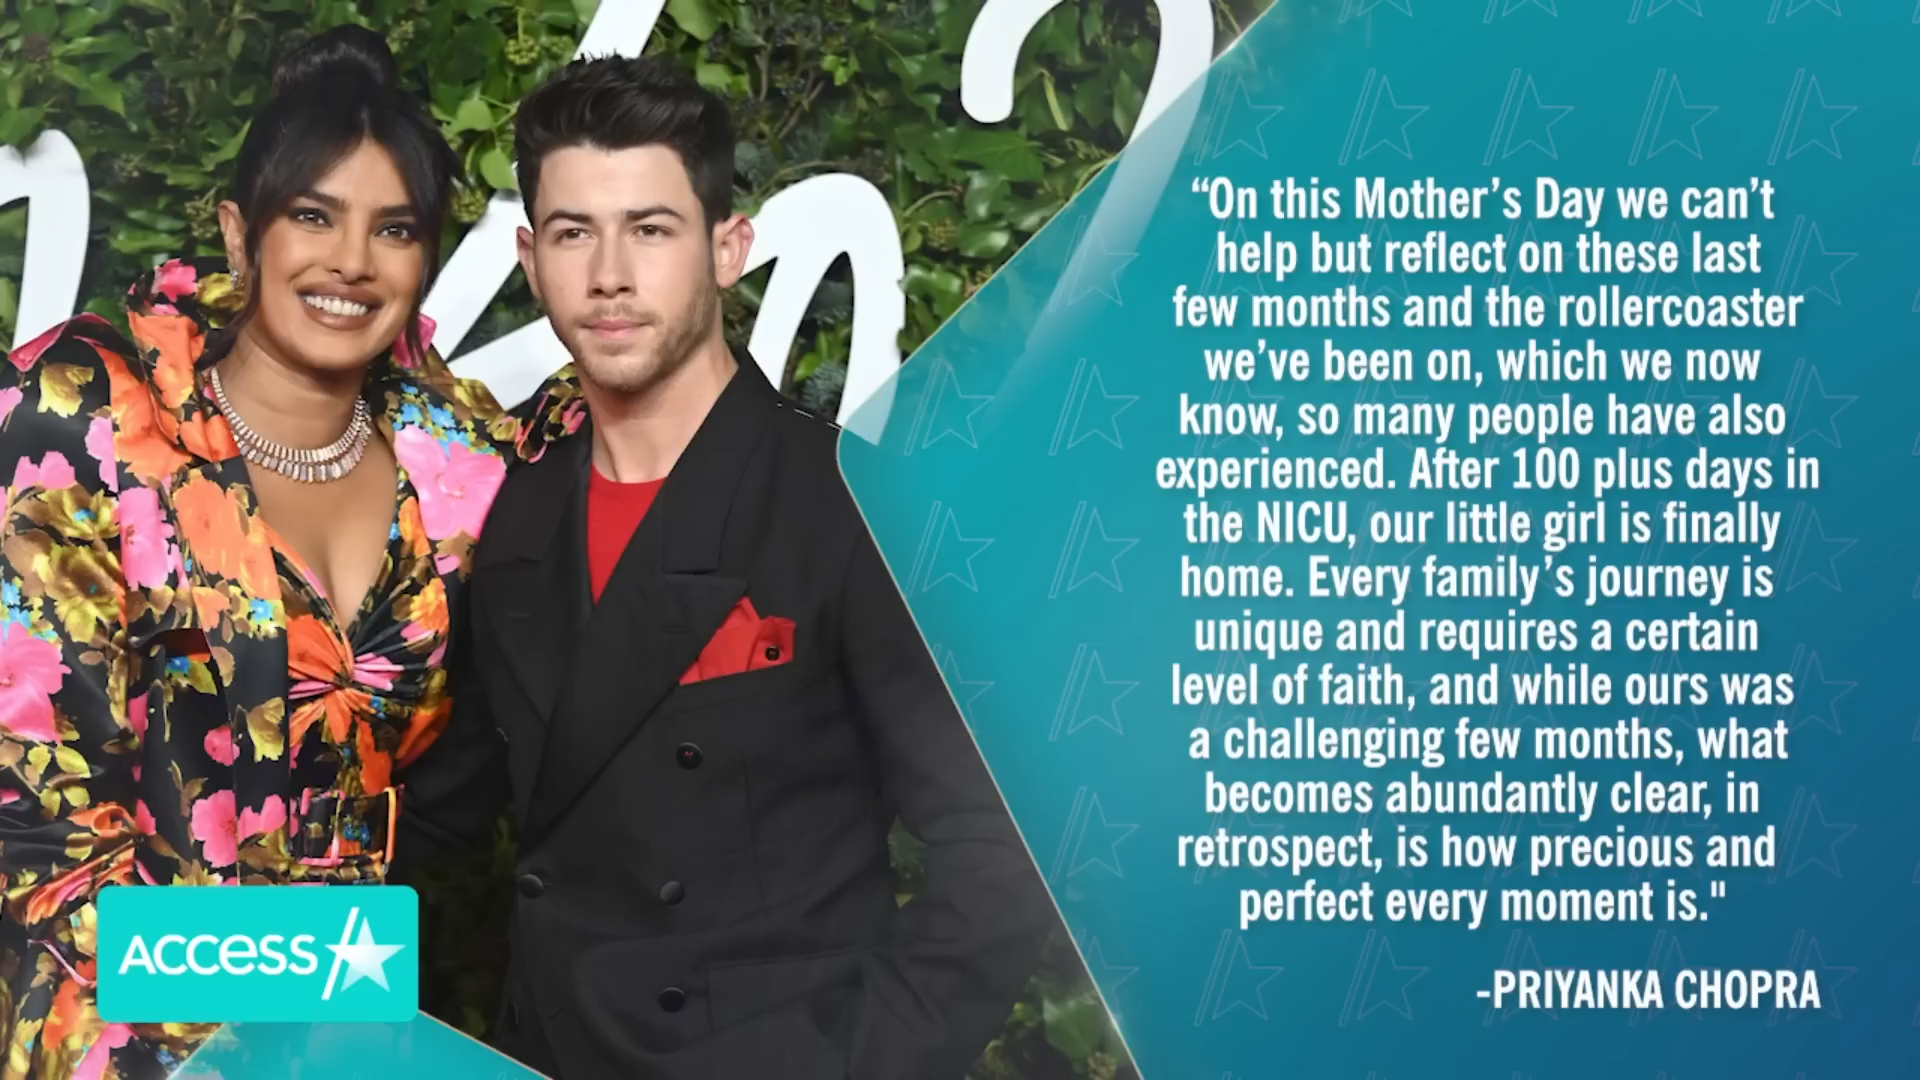 “On this Mother’s Day we can’t
help but reflect on these last
few months and the rollercoaster
we’ve been on, which we now
know, so many people have also
experienced. After 100 plus days in
the NICU, our little girl is finally
home. Every family’s journey is
unique and requires a certain
level of faith, and while ours was
a challenging few months, what
becomes abundantly clear, in
retrospect, is how precious and
perfect every moment is."
-PRIYANKA CHOPRA
ACCESS